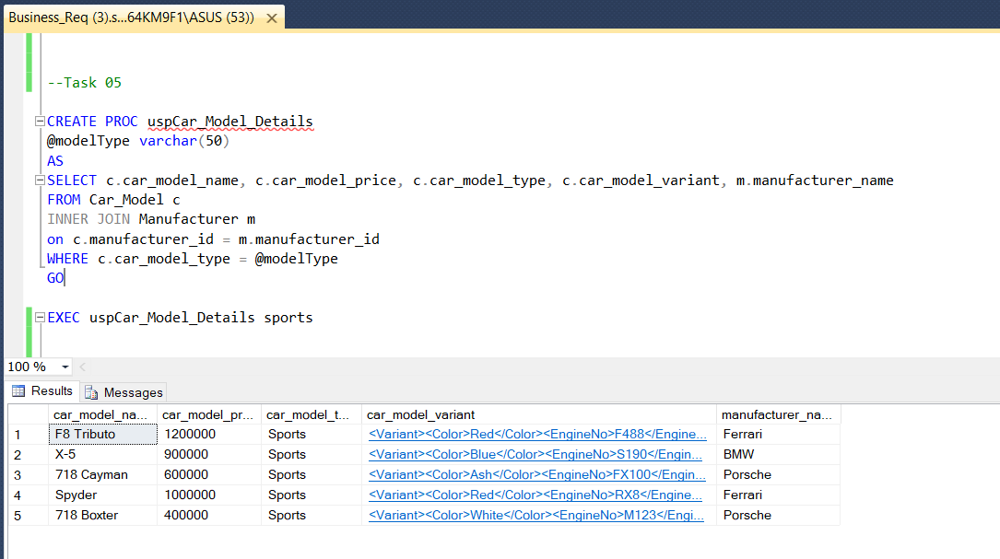 Business_Req (3).s...64KM9F1\ASUS (53))
--Task 05
CREATE PROC uspCar_Model_Details
@modelType varchar(50)
AS
SELECT c.car_model_name, c.car_model_price, c.car_model_type, c.car_model_variant, m.manufacturer_name
FROM Car_Model c
INNER JOIN Manufacturer m
on c.manufacturer_id = m.manufacturer_id
WHERE c.car_model_type = @modelType
GO
EXEC uspCar_Model_Details sports
100 %
Results Messages
car_model_na... car_model_pr... car_model_t... car_model_variant manufacturer_na...
1 F8 Tributo 1200000 Sports <Variant><Color>Red</Color><EngineNo>F488</Engine... Ferrari
2 X-5 900000 Sports <Variant><Color>Blue</Color><EngineNo>S190</Engin... BMW
3 718 Cayman 600000 Sports <Variant><Color>Ash</Color><EngineNo>FX100</Engin... Porsche
4 Spyder 1000000 Sports <Variant><Color>Red</Color><EngineNo>RX8</Engine... Ferrari
5 718 Boxter 400000 Sports <Variant><Color>White</Color><EngineNo>M123</Engi... Porsche